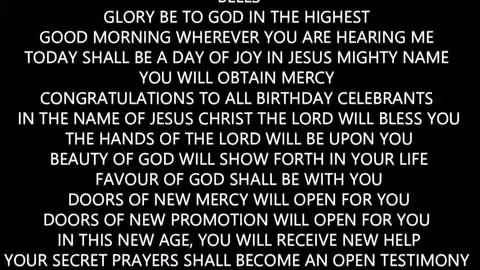 BELLS
GLORY BE TO GOD IN THE HIGHEST
GOOD MORNING WHEREVER YOU ARE HEARING ME
TODAY SHALL BE A DAY OF JOY IN JESUS MIGHTY NAME
YOU WILL OBTAIN MERCY
CONGRATULATIONS TO ALL BIRTHDAY CELEBRANTS
IN THE NAME OF JESUS CHRIST THE LORD WILL BLESS YOU
THE HANDS OF THE LORD WILL BE UPON YOU
BEAUTY OF GOD WILL SHOW FORTH IN YOUR LIFE
FAVOUR OF GOD SHALL BE WITH YOU
DOORS OF NEW MERCY WILL OPEN FOR YOU
DOORS OF NEW PROMOTION WILL OPEN FOR YOU
IN THIS NEW AGE, YOU WILL RECEIVE NEW HELP
YOUR SECRET PRAYERS SHALL BECOME AN OPEN TESTIMONY